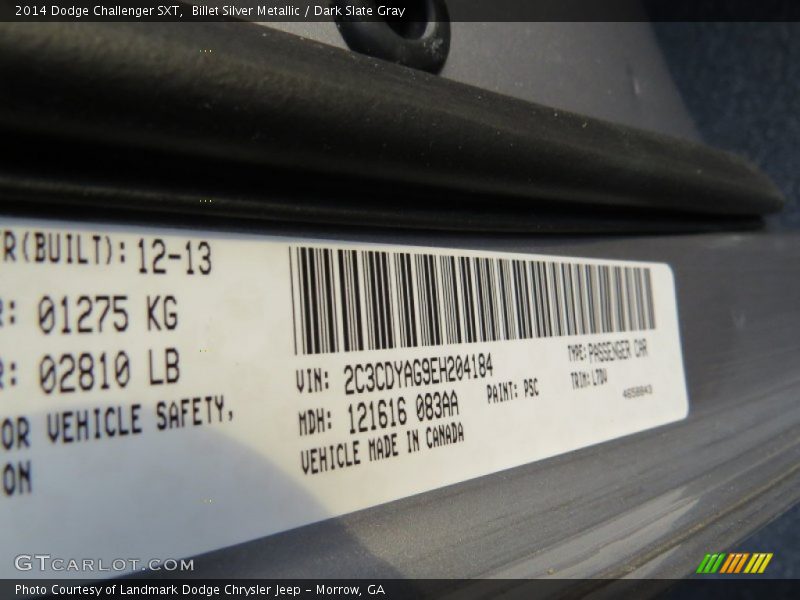 2014 Dodge Challenger SXT, Billet Silver Metallic / Dark Slate Gray
R(BUILT): 12-13
R: 01275 KG
R: 02810 LB
OR VEHICLE SAFETY,
ON
VIN: 2C3CDYAG9EH204184
TYPE: PASSENGER CAR
MDH: 121616 083AA
PAINT: PSC
TRIM:
VEHICLE MADE IN CANADA
GTCARLOT.COM
Photo Courtesy of Landmark Dodge Chrysler Jeep – Morrow, GA